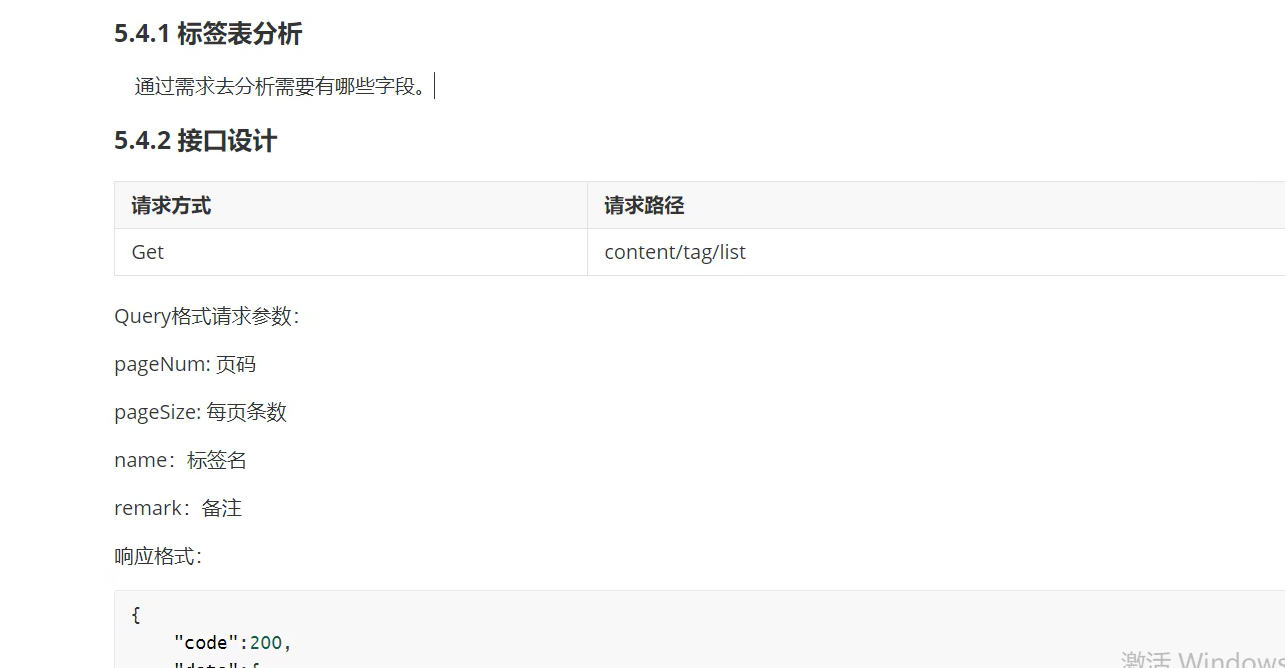 5.4.1 标签表分析
通过需求去分析需要有哪些字段。
5.4.2 接口设计
请求方式 请求路径
Get content/tag/list
Query格式请求参数：
pageNum: 页码
pageSize: 每页条数
name：标签名
remark：备注
响应格式：
{
"code":200,
"data":{
激活 Windows